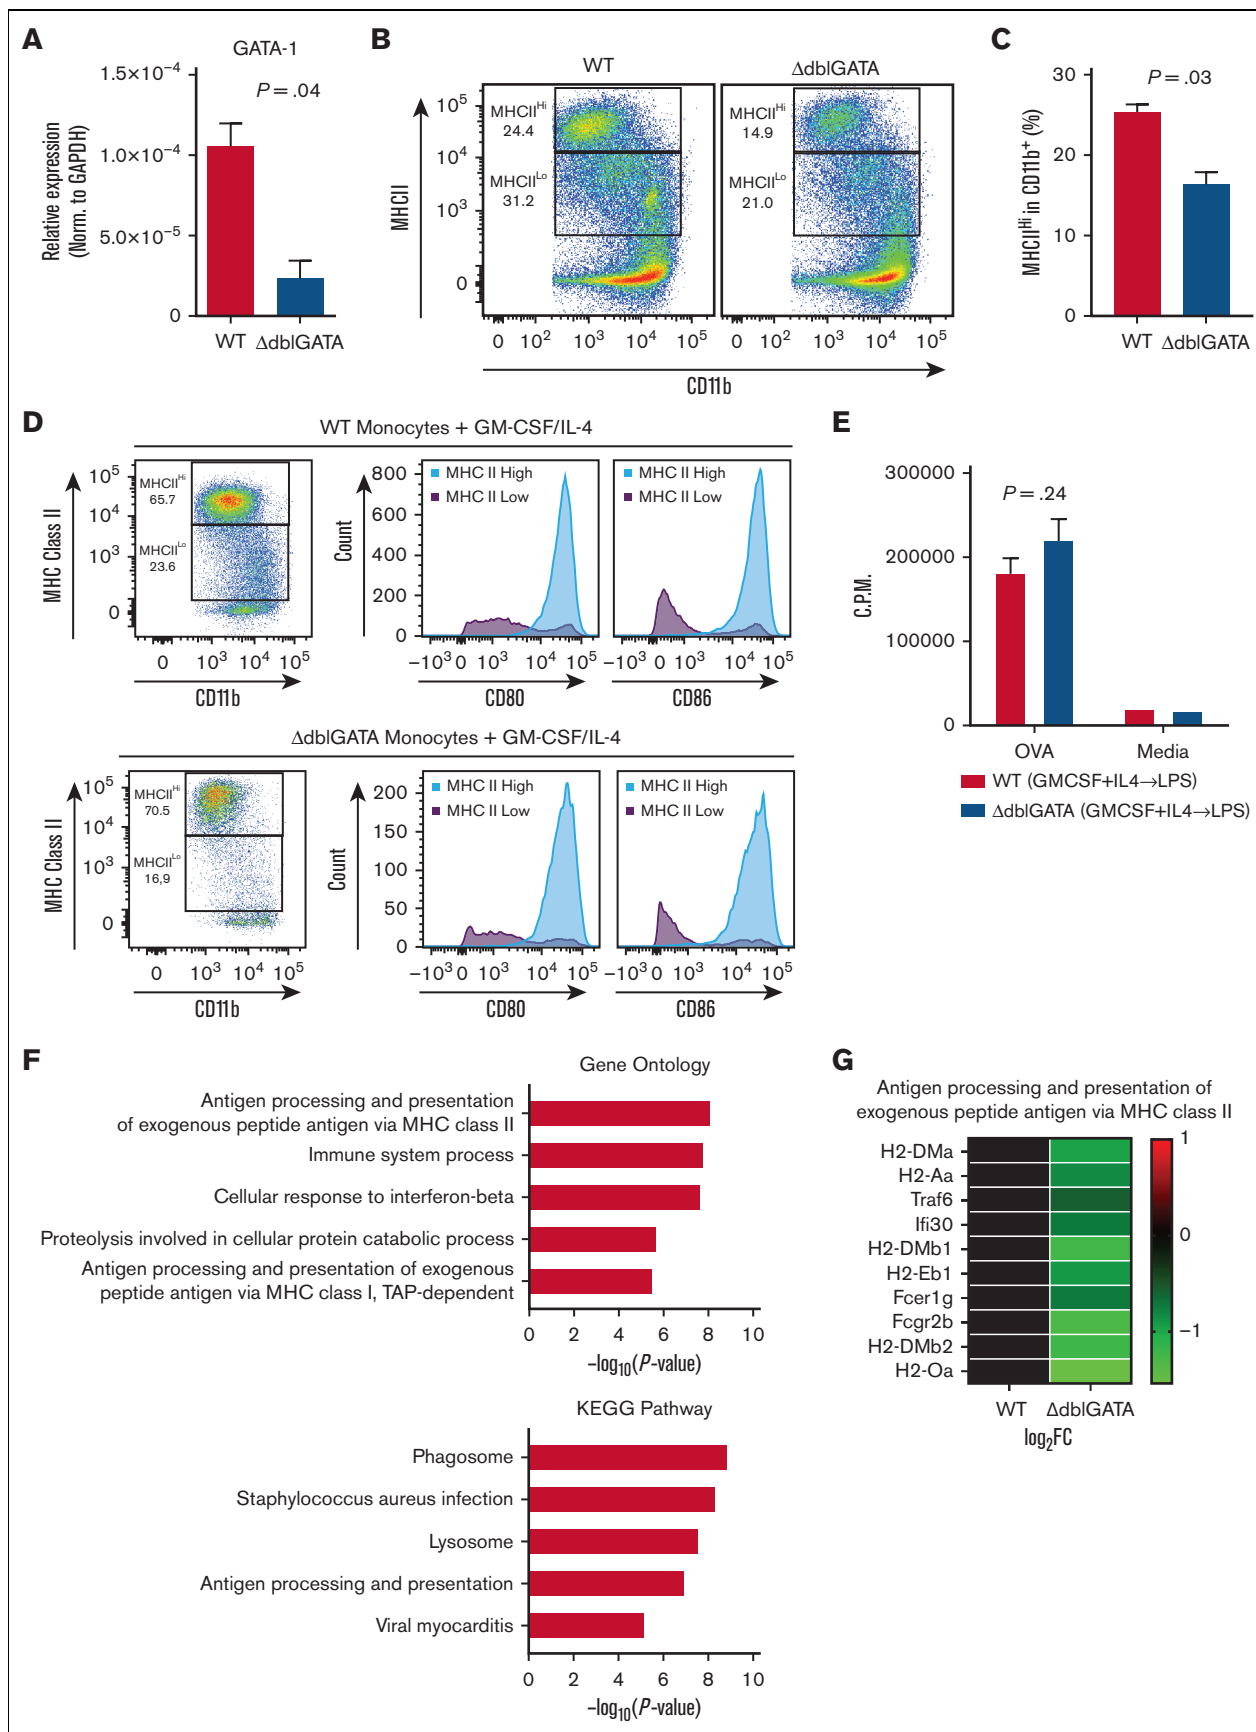 A
GATA-1
1.5×10⁻⁴
1.0×10⁻⁴
5.0×10⁻⁵
0
P = .04
Relative expression
(Norm. to GAPDH)
WT ΔdblGATA
B
WT
ΔdblGATA
MHCII
10⁵
10⁴
10³
0
MHCII^Hi
24.4
MHCII^Lo
31.2
MHCII^Hi
14.9
MHCII^Lo
21.0
0 10² 10³ 10⁴ 10⁵
0 10² 10³ 10⁴ 10⁵
CD11b
C
30
20
10
0
P = .03
MHCII^Hi in CD11b⁺ (%)
WT ΔdblGATA
D
WT Monocytes + GM-CSF/IL-4
MHC Class II
10⁵
10⁴
10³
0
MHCII^Hi
65.7
MHCII^Lo
23.6
0 10³ 10⁴ 10⁵
CD11b
Count
800
600
400
200
0
MHC II High
MHC II Low
−10³ 0 10³ 10⁴ 10⁵
CD80
MHC II High
MHC II Low
−10³ 0 10³ 10⁴ 10⁵
CD86
ΔdblGATA Monocytes + GM-CSF/IL-4
MHC Class II
10⁵
10⁴
10³
0
MHCII^Hi
70.5
MHCII^Lo
16,9
0 10³ 10⁴ 10⁵
CD11b
Count
200
150
100
50
0
MHC II High
MHC II Low
−10³ 0 10³ 10⁴ 10⁵
CD80
MHC II High
MHC II Low
−10³ 0 10³ 10⁴ 10⁵
CD86
E
300000
200000
100000
0
C.P.M.
P = .24
OVA Media
WT (GMCSF+IL4→LPS)
ΔdblGATA (GMCSF+IL4→LPS)
F
Gene Ontology
Antigen processing and presentation
of exogenous peptide antigen via MHC class II
Immune system process
Cellular response to interferon-beta
Proteolysis involved in cellular protein catabolic process
Antigen processing and presentation of exogenous
peptide antigen via MHC class I, TAP-dependent
0 2 4 6 8 10
−log₁₀(P-value)
KEGG Pathway
Phagosome
Staphylococcus aureus infection
Lysosome
Antigen processing and presentation
Viral myocarditis
0 2 4 6 8 10
−log₁₀(P-value)
G
Antigen processing and presentation of
exogenous peptide antigen via MHC class II
H2-DMa
H2-Aa
Traf6
Ifi30
H2-DMb1
H2-Eb1
Fcer1g
Fcgr2b
H2-DMb2
H2-Oa
1
0
−1
WT ΔdblGATA
log₂FC